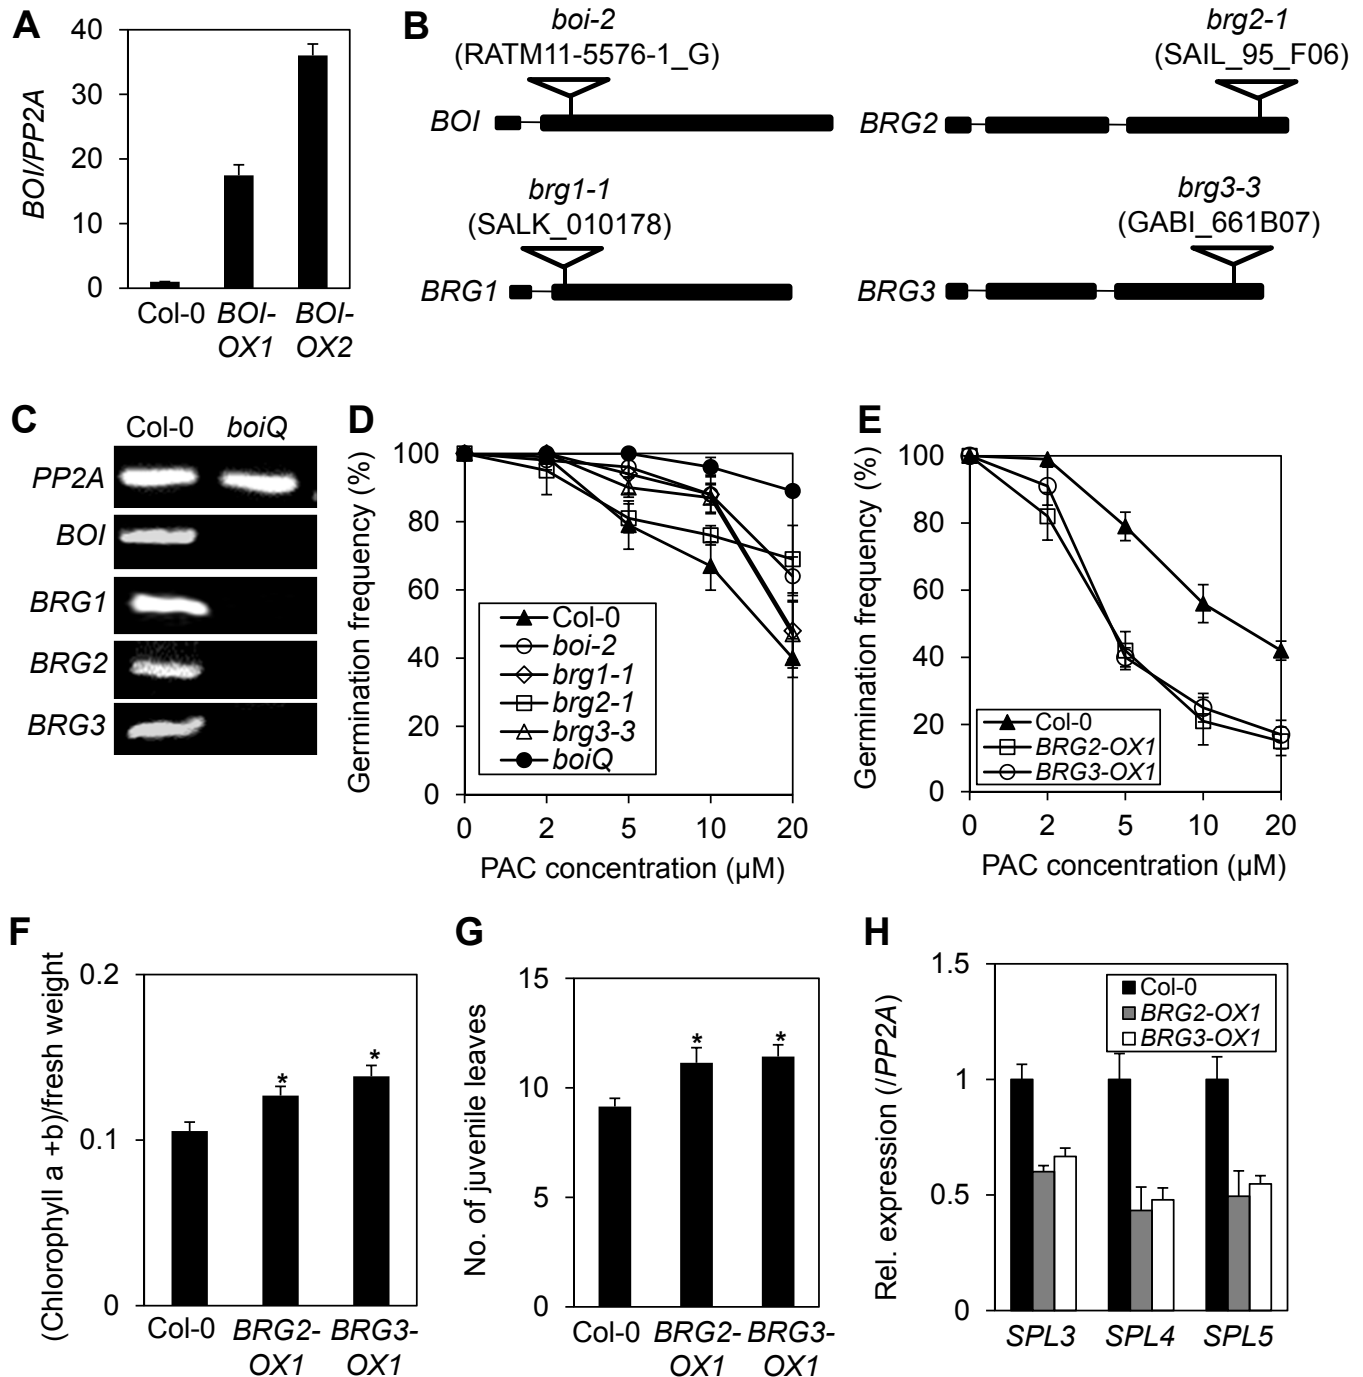 A
40
30
20
10
0
BOI/PP2A
Col-0
BOI-OX1
BOI-OX2
B
boi-2
(RATM11-5576-1_G)
BOI
brg2-1
(SAIL_95_F06)
BRG2
brg1-1
(SALK_010178)
BRG1
brg3-3
(GABI_661B07)
BRG3
C
Col-0 boiQ
PP2A
BOI
BRG1
BRG2
BRG3
D
100
80
60
40
20
0
Germination frequency (%)
Col-0
boi-2
brg1-1
brg2-1
brg3-3
boiQ
0 2 5 10 20
PAC concentration (µM)
E
100
80
60
40
20
0
Germination frequency (%)
Col-0
BRG2-OX1
BRG3-OX1
0 2 5 10 20
PAC concentration (µM)
F
0.2
0.1
0
(Chlorophyll a +b)/fresh weight
* *
Col-0
BRG2-OX1
BRG3-OX1
G
15
10
5
0
No. of juvenile leaves
* *
Col-0
BRG2-OX1
BRG3-OX1
H
1.5
1
0.5
0
Rel. expression (/PP2A)
Col-0
BRG2-OX1
BRG3-OX1
SPL3 SPL4 SPL5